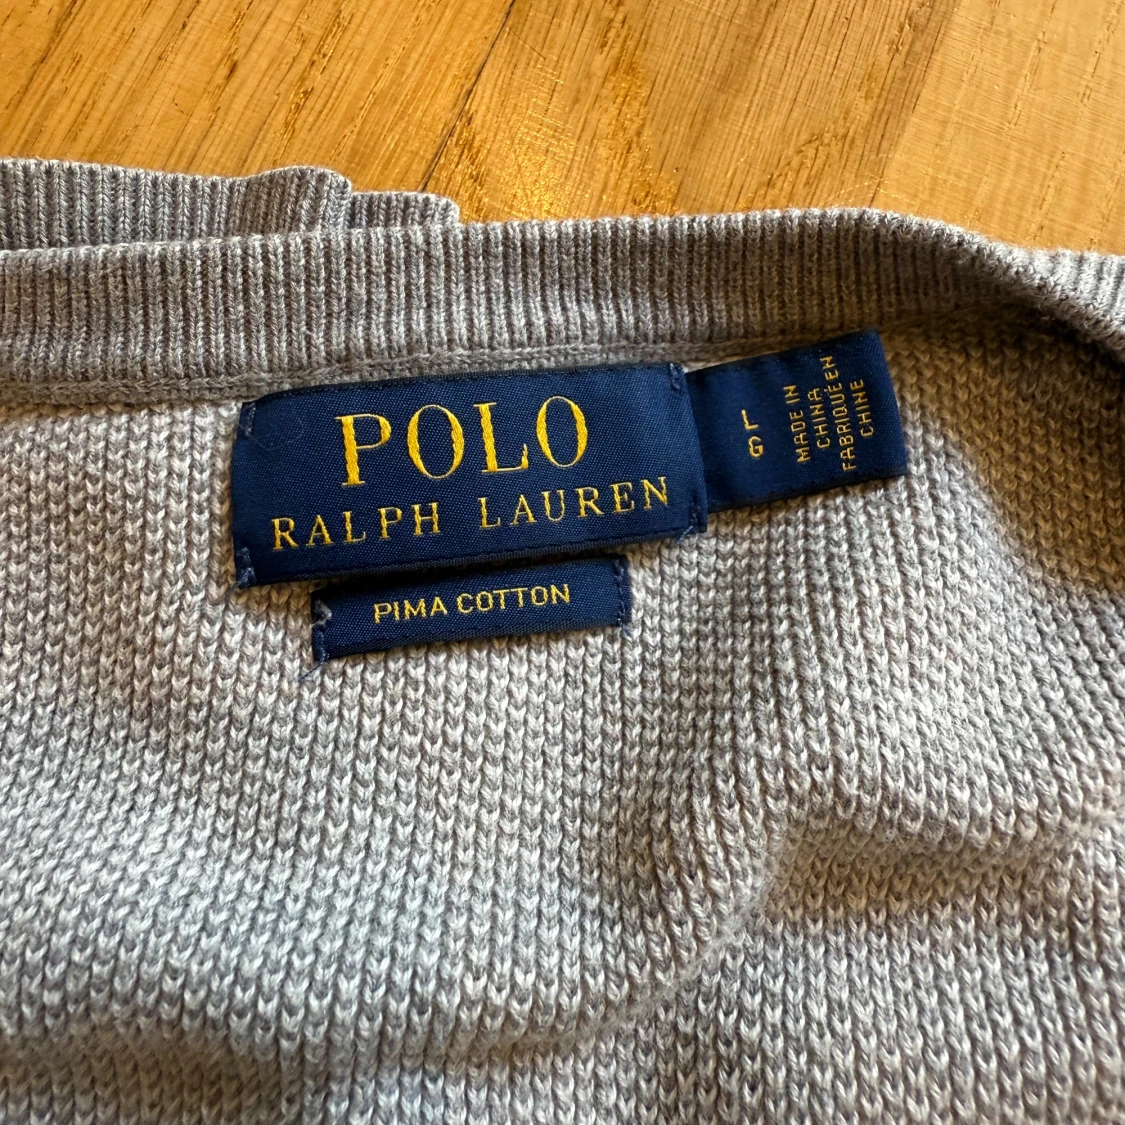 POLO
RALPH LAUREN
PIMA COTTON
L
G
MADE IN
CHINA
FABRIQUÉ EN
CHINE